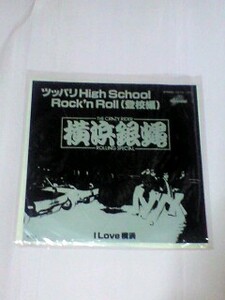 ツッパリHigh School
Rock'n Roll（登校編）
THE CRAZY RIDER
横浜銀蝿
ROLLING SPECIAL
I Love 横浜